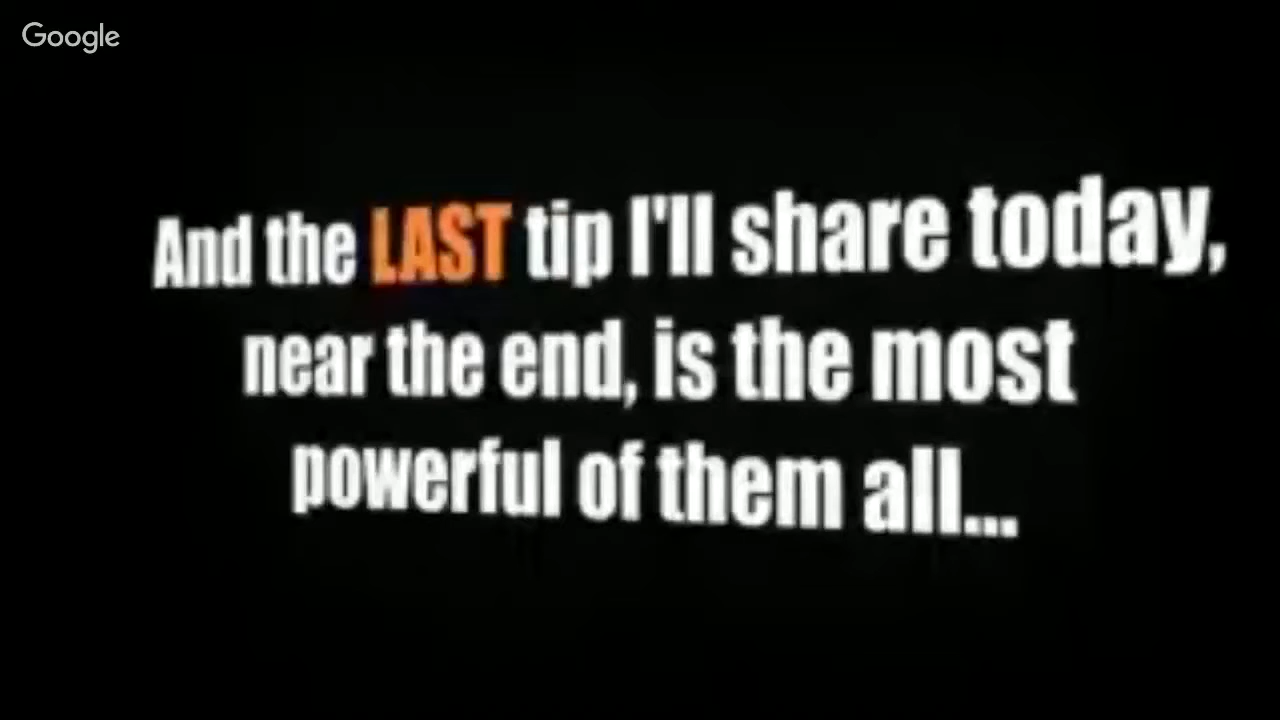 Google
And the LAST tip I'll share today,
near the end, is the most
powerful of them all...